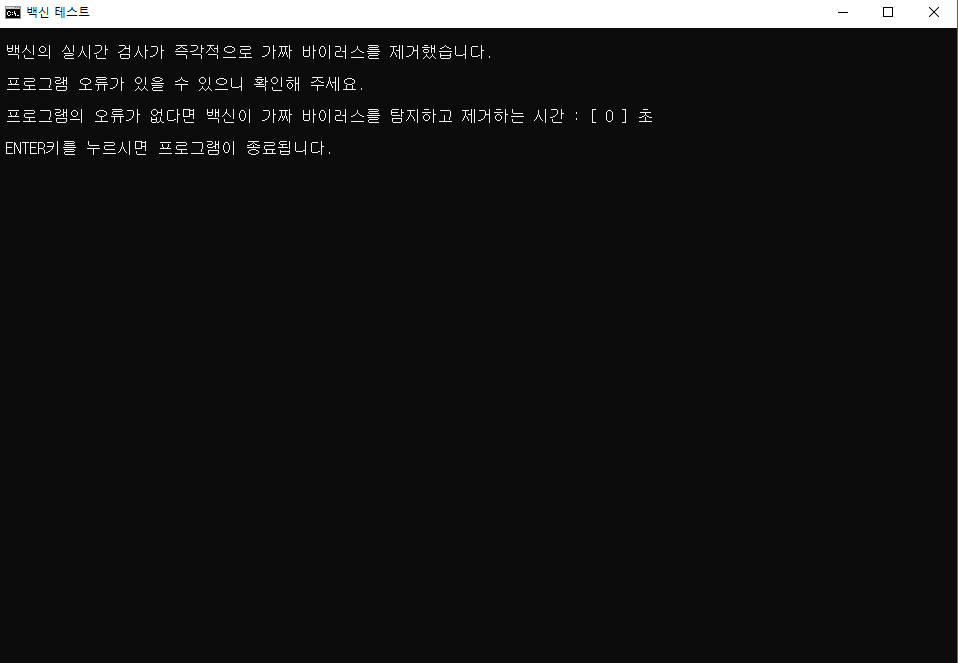 백신 테스트
백신의 실시간 검사가 즉각적으로 가짜 바이러스를 제거했습니다.
프로그램 오류가 있을 수 있으니 확인해 주세요.
프로그램의 오류가 없다면 백신이 가짜 바이러스를 탐지하고 제거하는 시간 : [ 0 ] 초
ENTER키를 누르시면 프로그램이 종료됩니다.